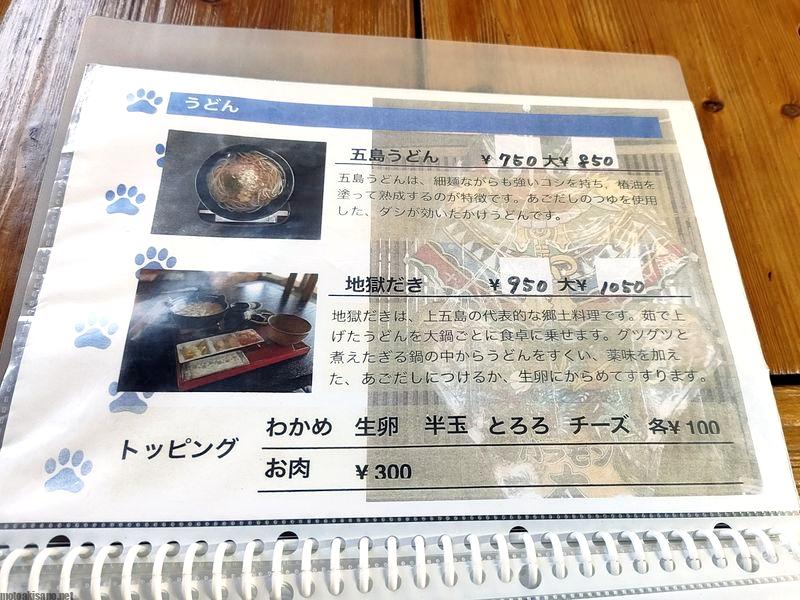 うどん
五島うどん ¥750 大¥850
五島うどんは、細麺ながらも強いコシを持ち、椿油を
塗って熟成するのが特徴です。あごだしのつゆを使用
した、ダシが効いたかけうどんです。
地獄だき ¥950 大¥1050
地獄だきは、上五島の代表的な郷土料理です。茹で上
げたうどんを大鍋ごとに食卓に乗せます。グツグツと
煮えたぎる鍋の中からうどんをすくい、薬味を加え
た、あごだしにつけるか、生卵にからめてすすります。
トッピング
わかめ 生卵 半玉 とろろ チーズ 各¥100
お肉 ¥300
バラモン
motoakisano.net